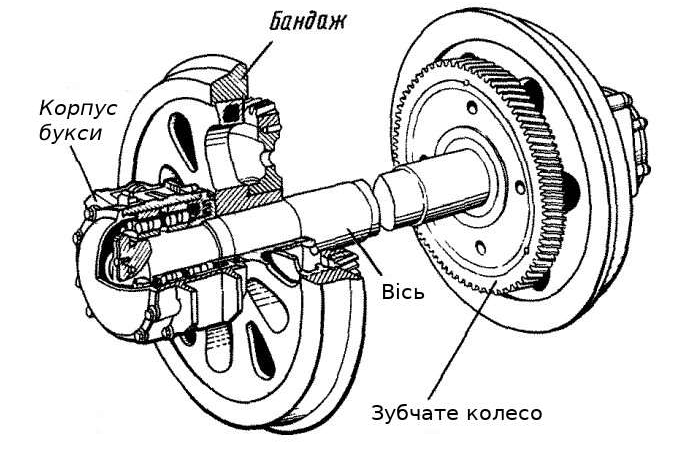 Бандаж
Корпус
букси
Вісь
Зубчате колесо